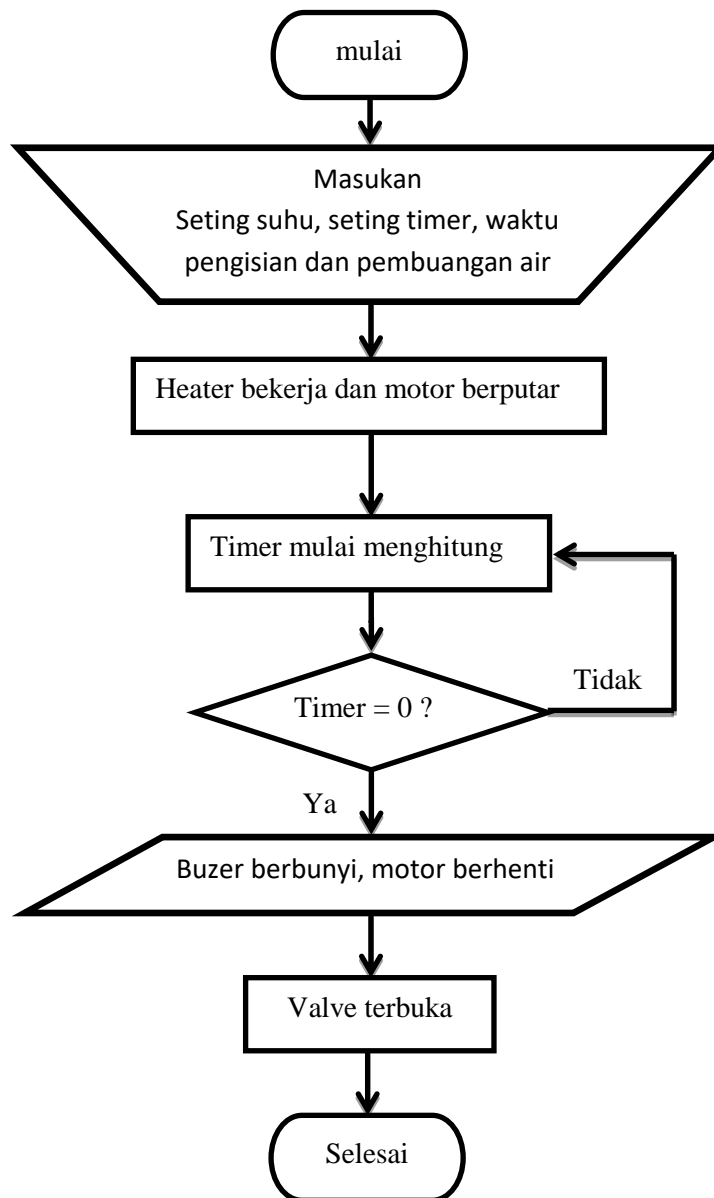 mulai
Masukan
Seting suhu, seting timer, waktu
pengisian dan pembuangan air
Heater bekerja dan motor berputar
Timer mulai menghitung
Timer = 0 ?
Tidak
Ya
Buzer berbunyi, motor berhenti
Valve terbuka
Selesai